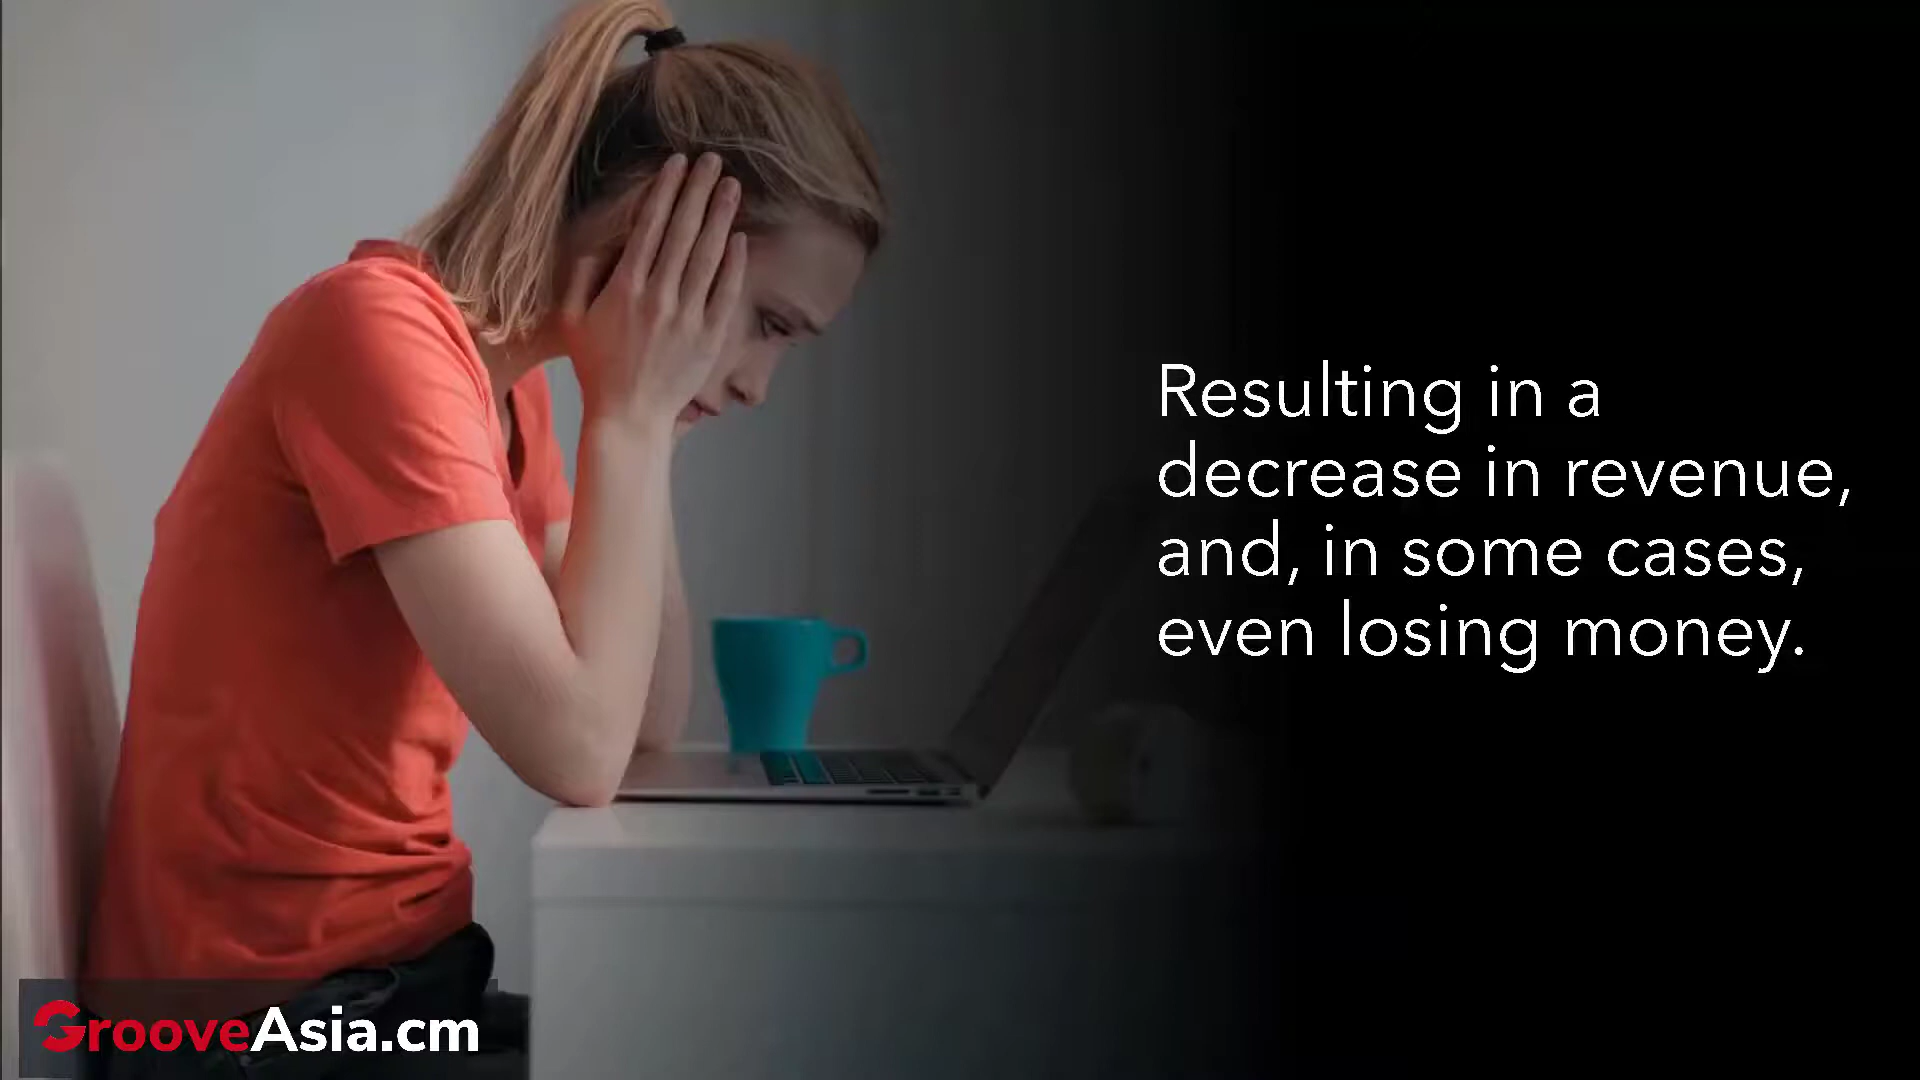 Resulting in a
decrease in revenue,
and, in some cases,
even losing money.
GrooveAsia.cm